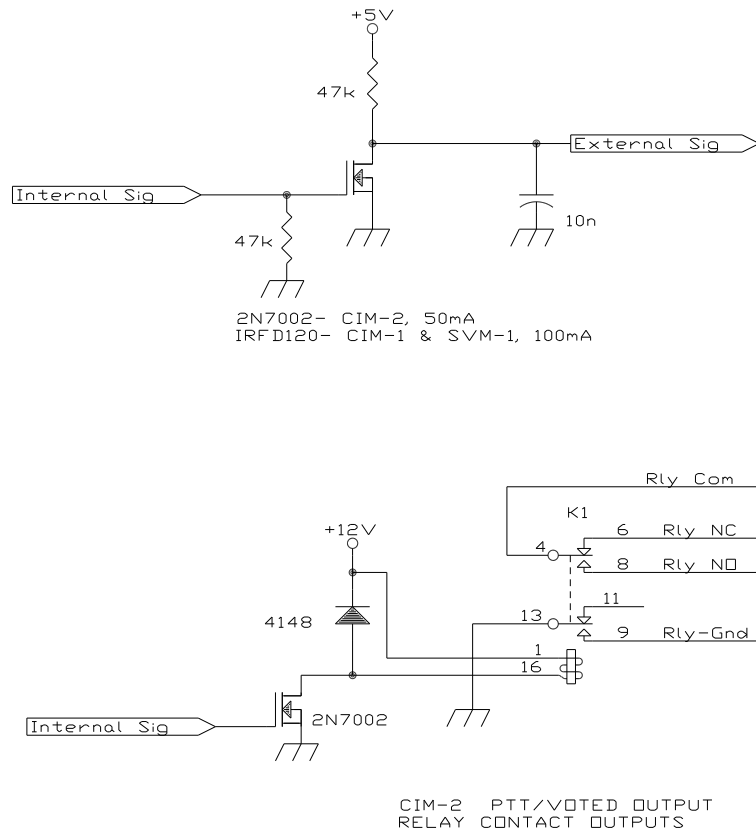 +5V
47k
External Sig
Internal Sig
10n
47k
2N7002- CIM-2, 50mA
IRFD120- CIM-1 & SVM-1, 100mA
Rly Com
K1
+12V
6 Rly NC
4
8 Rly NO
11
4148
13
9 Rly-Gnd
1
16
2N7002
Internal Sig
CIM-2 PTT/VOTED OUTPUT
RELAY CONTACT OUTPUTS